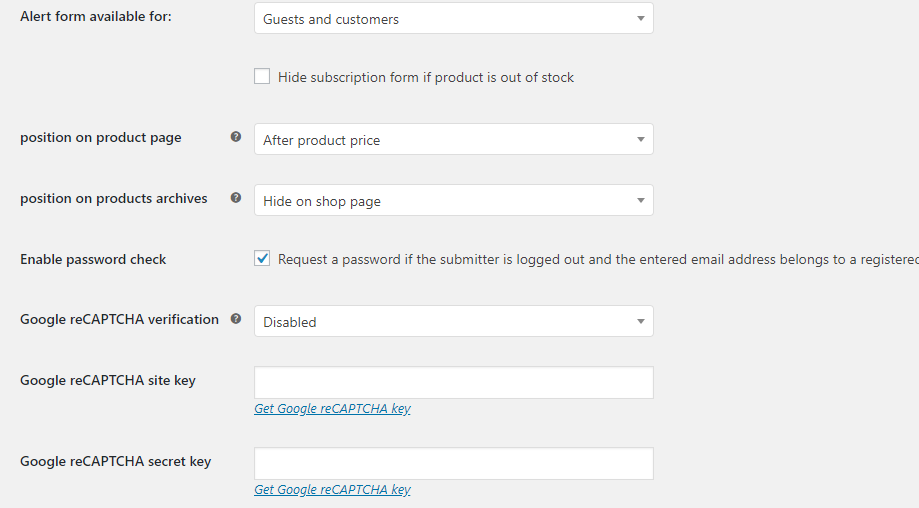 Alert form available for:
Guests and customers
Hide subscription form if product is out of stock
position on product page
After product price
position on products archives
Hide on shop page
Enable password check
Request a password if the submitter is logged out and the entered email address belongs to a registered
Google reCAPTCHA verification
Disabled
Google reCAPTCHA site key
Get Google reCAPTCHA key
Google reCAPTCHA secret key
Get Google reCAPTCHA key